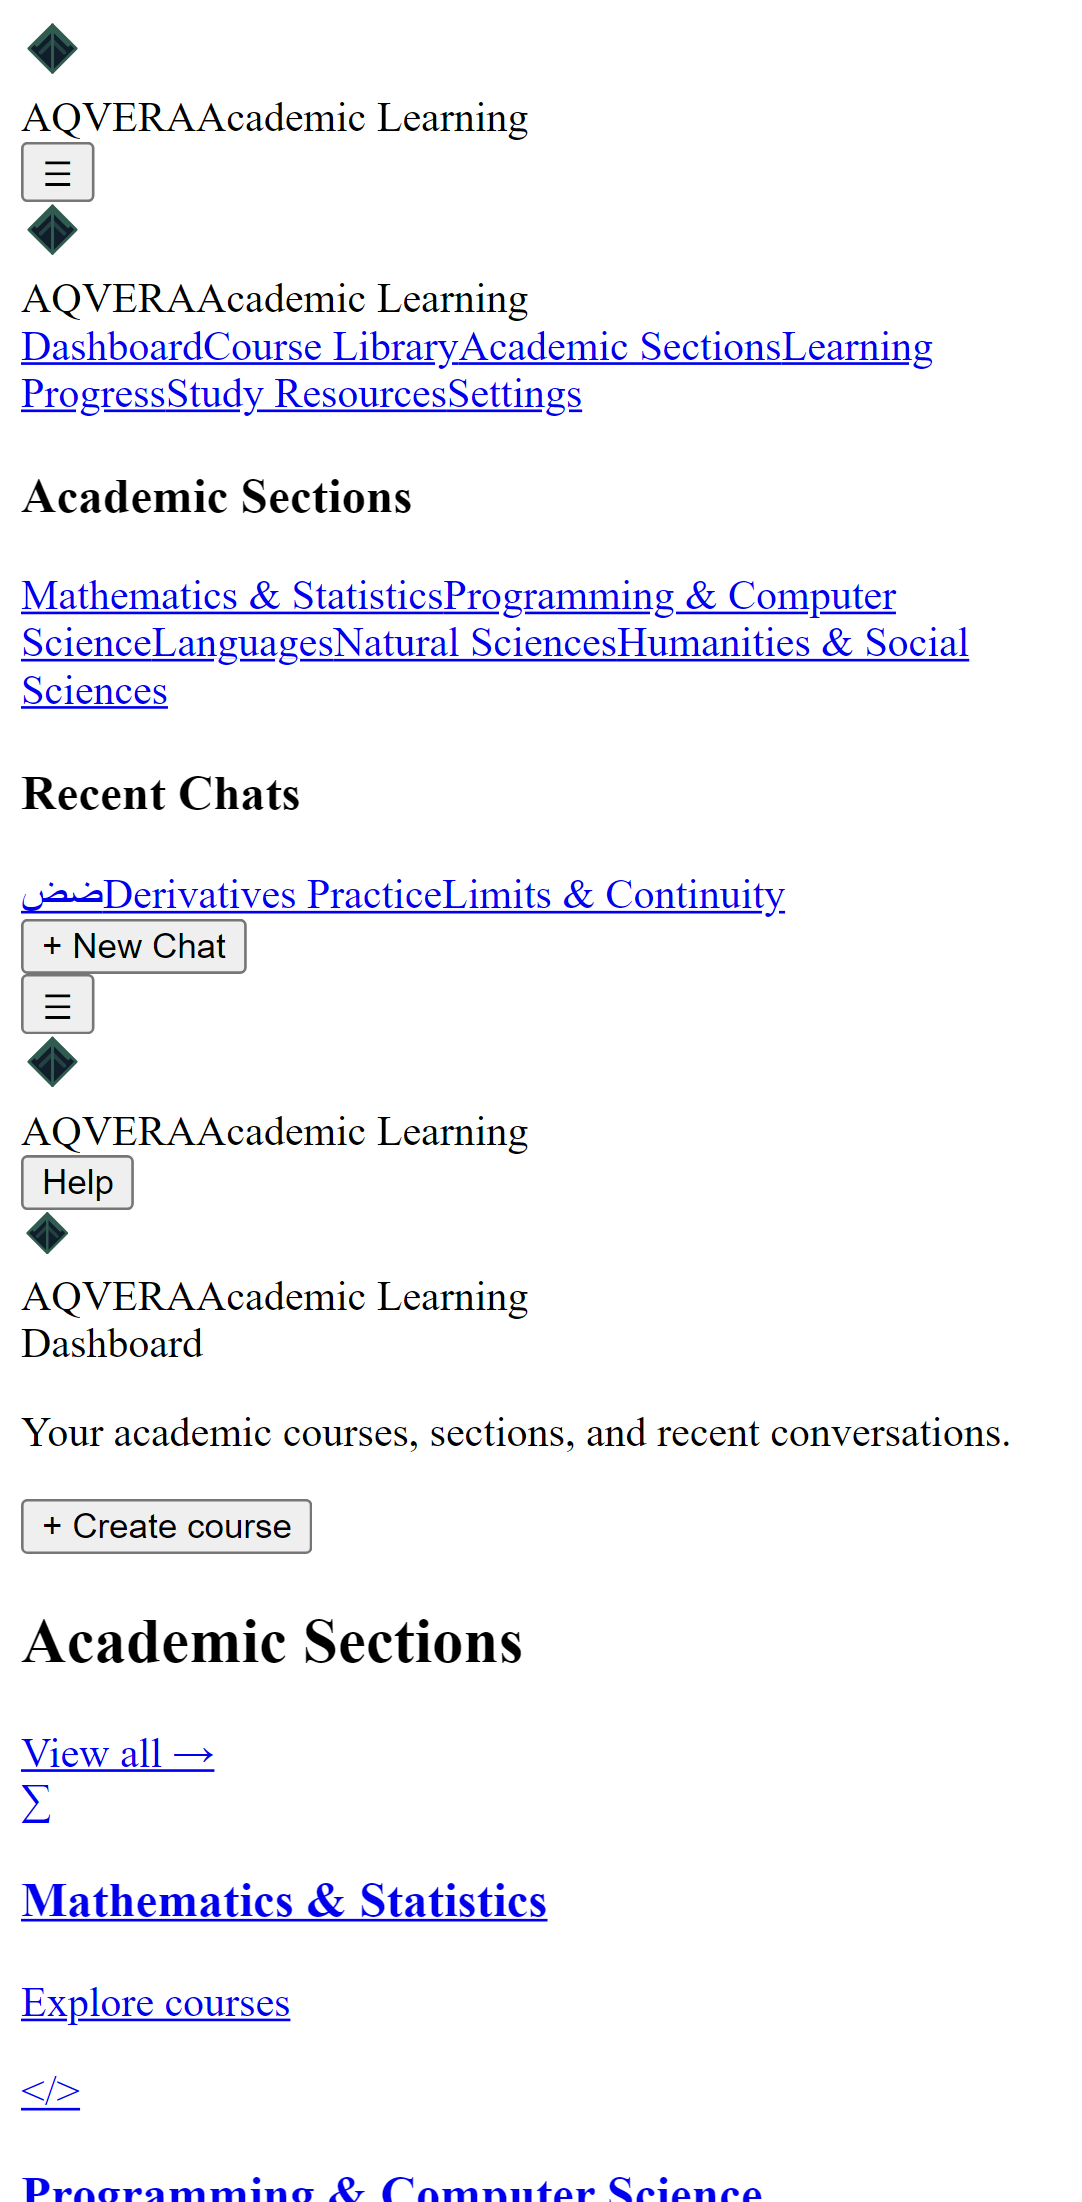 AQVERAAcademic Learning
☰
AQVERAAcademic Learning
DashboardCourse LibraryAcademic SectionsLearning
ProgressStudy ResourcesSettings
Academic Sections
Mathematics & StatisticsProgramming & Computer
ScienceLanguagesNatural SciencesHumanities & Social
Sciences
Recent Chats
ضضDerivatives PracticeLimits & Continuity
+ New Chat
☰
AQVERAAcademic Learning
Help
AQVERAAcademic Learning
Dashboard
Your academic courses, sections, and recent conversations.
+ Create course
Academic Sections
View all →
∑
Mathematics & Statistics
Explore courses
</>
Programming & Computer Science